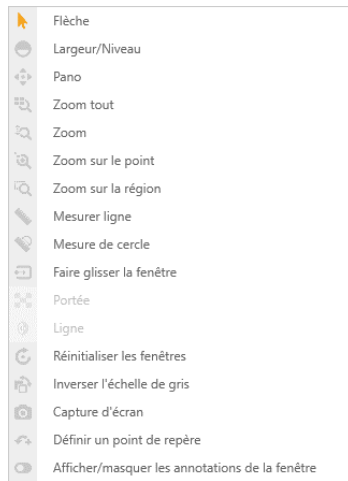 Flèche
Largeur/Niveau
Pano
Zoom tout
Zoom
Zoom sur le point
Zoom sur la région
Mesurer ligne
Mesure de cercle
Faire glisser la fenêtre
Portée
Ligne
Réinitialiser les fenêtres
Inverser l'échelle de gris
Capture d'écran
Définir un point de repère
Afficher/masquer les annotations de la fenêtre